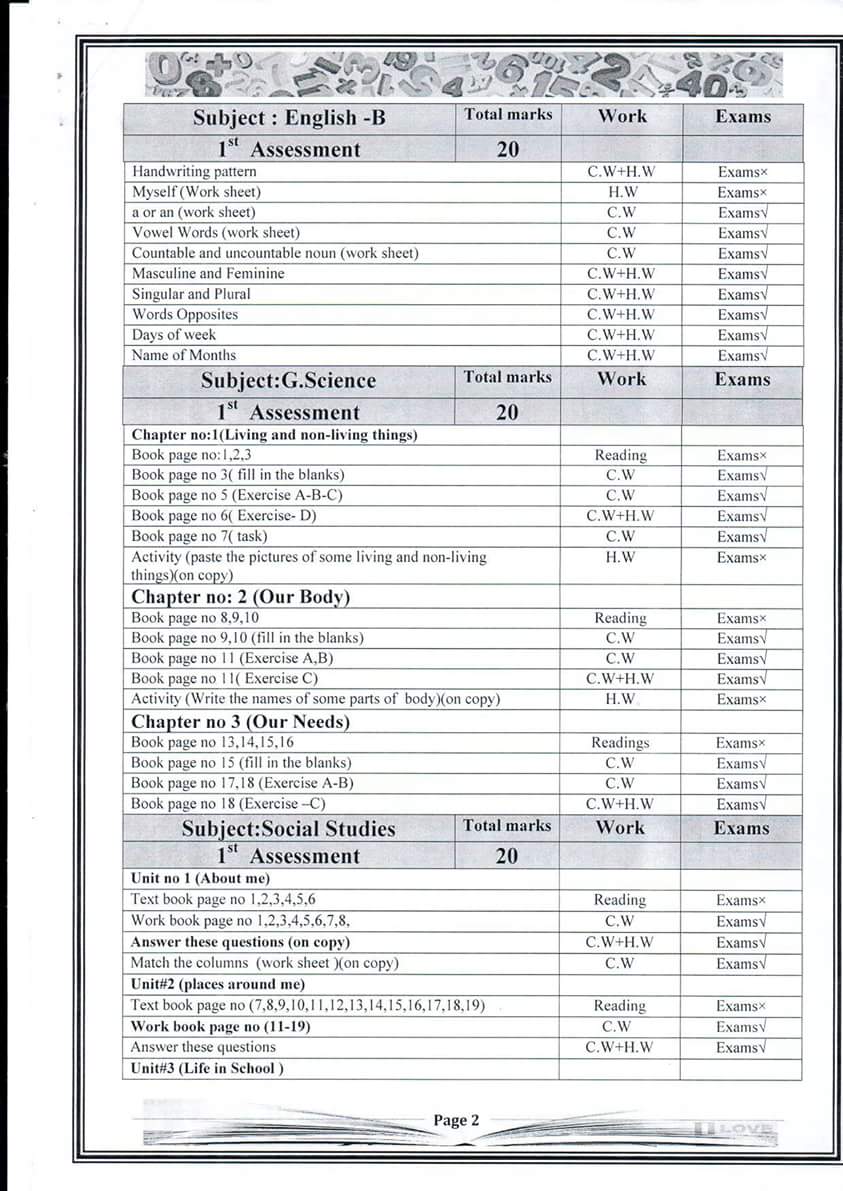 Subject : English -B Total marks Work Exams
1st Assessment 20
Handwriting pattern C.W+H.W Exams×
Myself (Work sheet) H.W Exams×
a or an (work sheet) C.W Exams√
Vowel Words (work sheet) C.W Exams√
Countable and uncountable noun (work sheet) C.W Exams√
Masculine and Feminine C.W+H.W Exams√
Singular and Plural C.W+H.W Exams√
Words Opposites C.W+H.W Exams√
Days of week C.W+H.W Exams√
Name of Months C.W+H.W Exams√
Subject:G.Science Total marks Work Exams
1st Assessment 20
Chapter no:1(Living and non-living things)
Book page no:1,2,3 Reading Exams×
Book page no 3( fill in the blanks) C.W Exams√
Book page no 5 (Exercise A-B-C) C.W Exams√
Book page no 6( Exercise- D) C.W+H.W Exams√
Book page no 7( task) C.W Exams√
Activity (paste the pictures of some living and non-living H.W Exams×
things)(on copy)
Chapter no: 2 (Our Body)
Book page no 8,9,10 Reading Exams×
Book page no 9,10 (fill in the blanks) C.W Exams√
Book page no 11 (Exercise A,B) C.W Exams√
Book page no 11( Exercise C) C.W+H.W Exams√
Activity (Write the names of some parts of body)(on copy) H.W Exams×
Chapter no 3 (Our Needs)
Book page no 13,14,15,16 Readings Exams×
Book page no 15 (fill in the blanks) C.W Exams√
Book page no 17,18 (Exercise A-B) C.W Exams√
Book page no 18 (Exercise –C) C.W+H.W Exams√
Subject:Social Studies Total marks Work Exams
1st Assessment 20
Unit no 1 (About me)
Text book page no 1,2,3,4,5,6 Reading Exams×
Work book page no 1,2,3,4,5,6,7,8, C.W Exams√
Answer these questions (on copy) C.W+H.W Exams√
Match the columns (work sheet )(on copy) C.W Exams√
Unit#2 (places around me)
Text book page no (7,8,9,10,11,12,13,14,15,16,17,18,19) Reading Exams×
Work book page no (11-19) C.W Exams√
Answer these questions C.W+H.W Exams√
Unit#3 (Life in School )
Page 2
LOVE